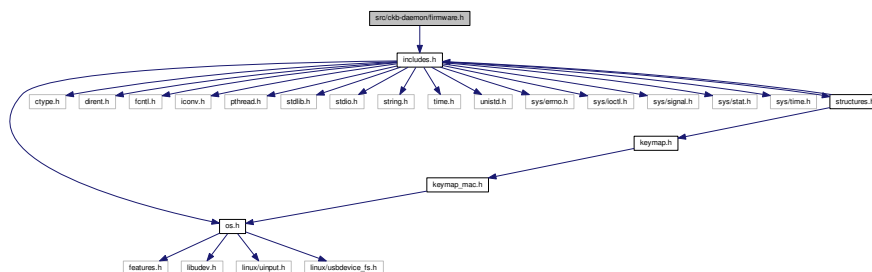 src/ckb-daemon/firmware.h
includes.h
ctype.h
dirent.h
fcntl.h
iconv.h
pthread.h
stdlib.h
stdio.h
string.h
time.h
unistd.h
sys/errno.h
sys/ioctl.h
sys/signal.h
sys/stat.h
sys/time.h
structures.h
keymap.h
keymap_mac.h
os.h
features.h
libudev.h
linux/uinput.h
linux/usbdevice_fs.h